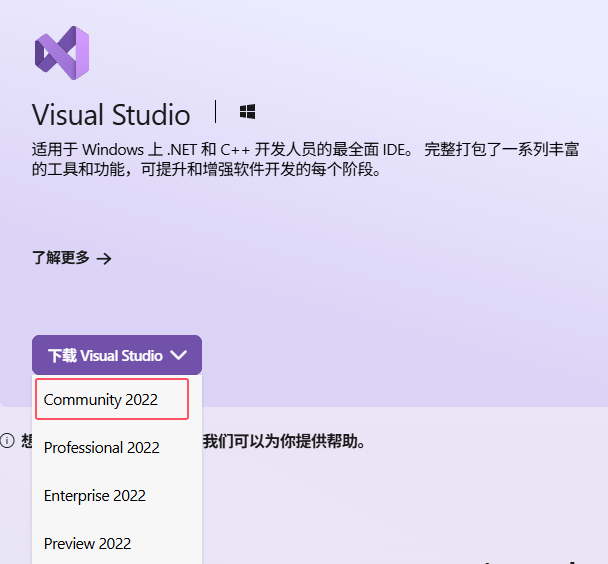 Visual Studio
适用于 Windows 上 .NET 和 C++ 开发人员的最全面 IDE。 完整打包了一系列丰富
的工具和功能，可提升和增强软件开发的每个阶段。
了解更多
下载 Visual Studio
Community 2022
想 我们可以为你提供帮助。
Professional 2022
Enterprise 2022
Preview 2022